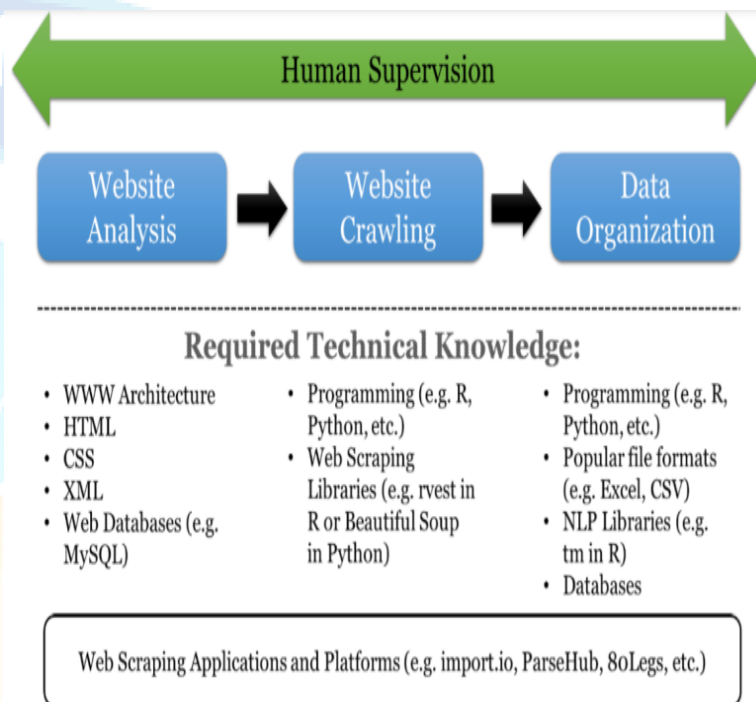 Human Supervision
Website
Analysis
Website
Crawling
Data
Organization
Required Technical Knowledge:
• WWW Architecture
• HTML
• CSS
• XML
• Web Databases (e.g.
MySQL)
• Programming (e.g. R,
Python, etc.)
• Web Scraping
Libraries (e.g. rvest in
R or Beautiful Soup
in Python)
• Programming (e.g. R,
Python, etc.)
• Popular file formats
(e.g. Excel, CSV)
• NLP Libraries (e.g.
tm in R)
• Databases
Web Scraping Applications and Platforms (e.g. import.io, ParseHub, 80Legs, etc.)